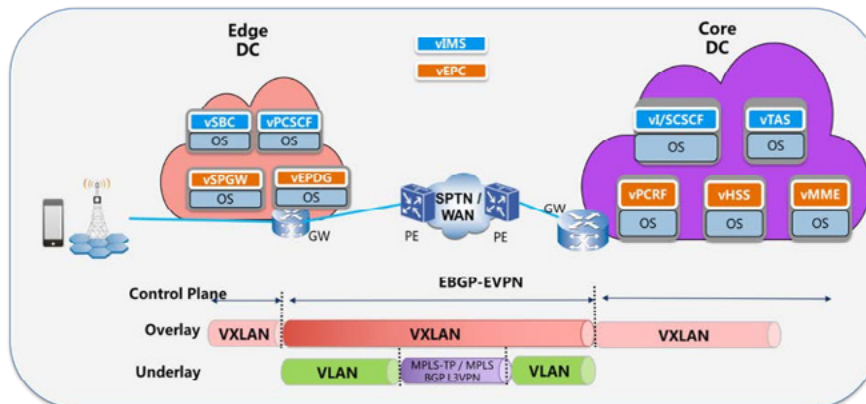 Edge
DC
vIMS
vEPC
Core
DC
vSBC
vPCSCF
OS
OS
vSPGW
vEPDG
OS
OS
vI/SCSCF
vTAS
OS
OS
vPCRF
vHSS
vMME
OS
OS
OS
SPTN /
WAN
PE
PE
GW
GW
EBGP-EVPN
Control Plane
Overlay
VXLAN
VXLAN
VXLAN
Underlay
VLAN
MPLS-TP / MPLS
BGP L3VPN
VLAN